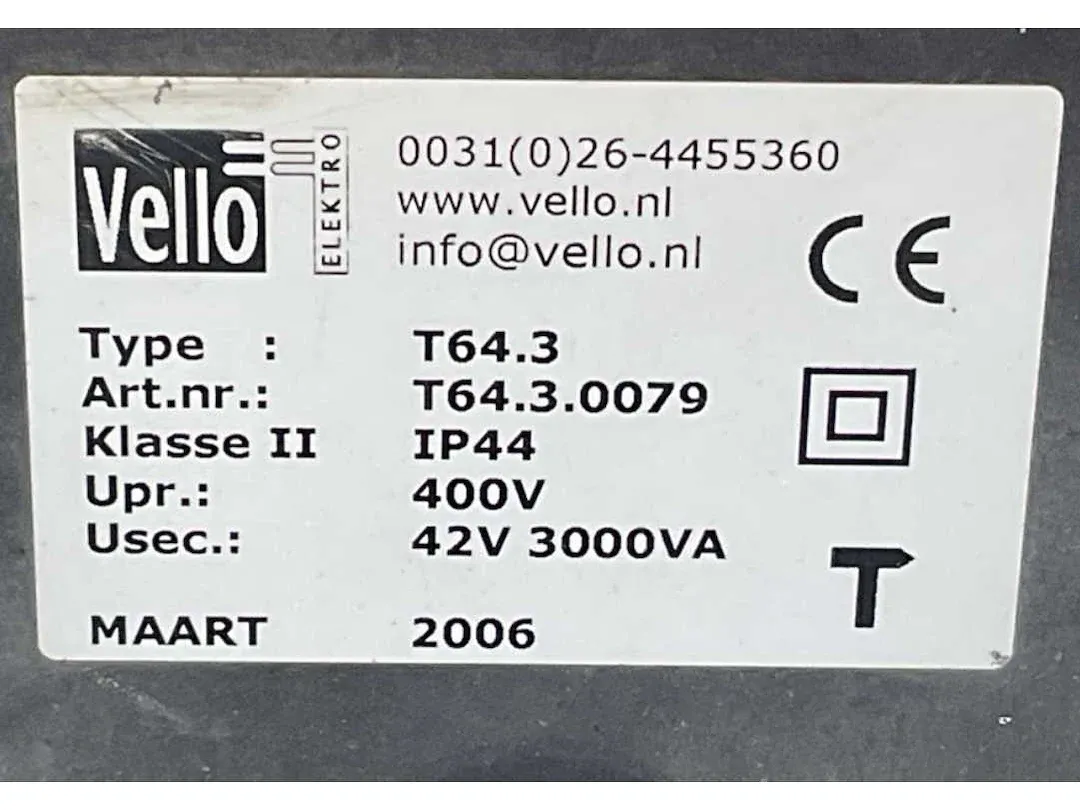 Vello
ELEKTRO
0031(0)26-4455360
www.vello.nl
info@vello.nl
CE
Type : T64.3
Art.nr.: T64.3.0079
Klasse II IP44
Upr.: 400V
Usec.: 42V 3000VA
MAART 2006